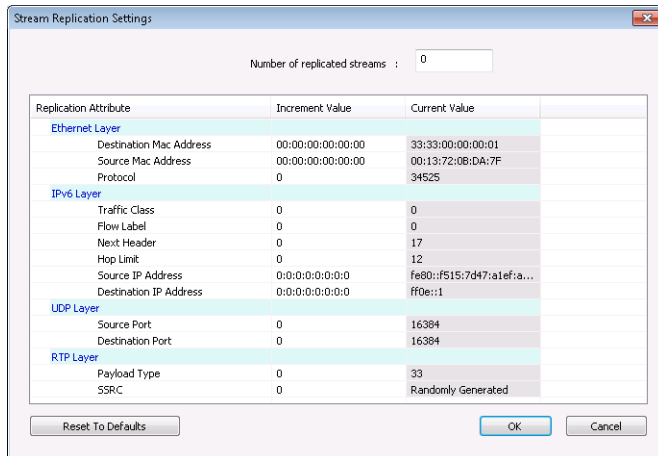 Stream Replication Settings
Number of replicated streams : 0
Replication Attribute Increment Value Current Value
Ethernet Layer
Destination Mac Address 00:00:00:00:00:00 33:33:00:00:00:01
Source Mac Address 00:00:00:00:00:00 00:13:72:0B:DA:7F
Protocol 0 34525
IPv6 Layer
Traffic Class 0 0
Flow Label 0 0
Next Header 0 17
Hop Limit 0 12
Source IP Address 0:0:0:0:0:0:0:0 fe80::f515:7d47:a1ef:a...
Destination IP Address 0:0:0:0:0:0:0:0 ff0e::1
UDP Layer
Source Port 0 16384
Destination Port 0 16384
RTP Layer
Payload Type 0 33
SSRC 0 Randomly Generated
Reset To Defaults OK Cancel